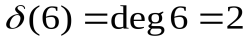 δ(6) = deg 6 = 2